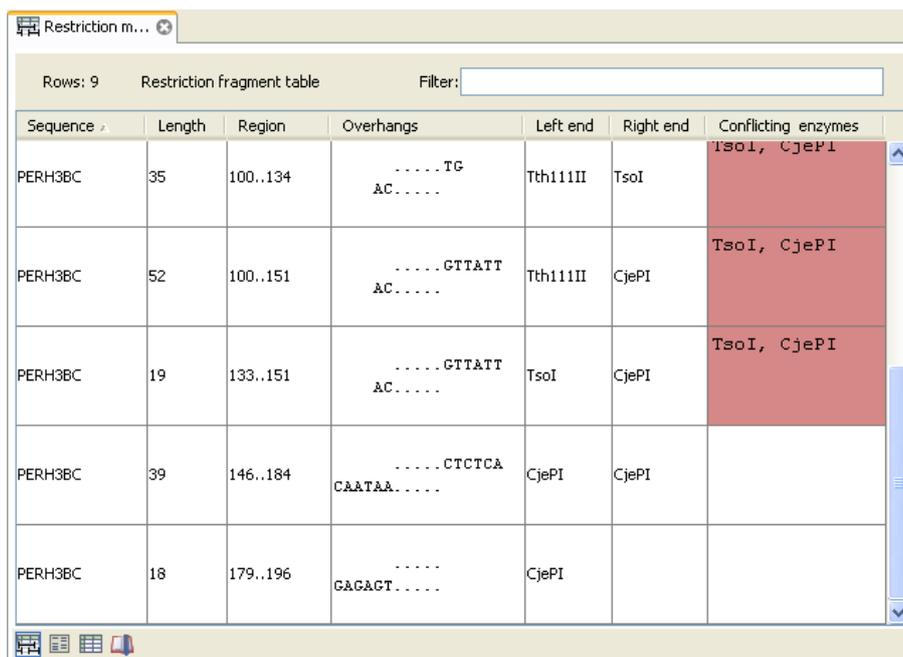 Restriction m...
Rows: 9 Restriction fragment table Filter:
Sequence Length Region Overhangs Left end Right end Conflicting enzymes
TsoI, CjePI
.....TG
PERH3BC 35 100..134 Tth111II TsoI
AC.....
TsoI, CjePI
.....GTTATT
PERH3BC 52 100..151 Tth111II CjePI
AC.....
TsoI, CjePI
.....GTTATT
PERH3BC 19 133..151 TsoI CjePI
AC.....
.....CTCTCA
PERH3BC 39 146..184 CjePI CjePI
CAATAA.....
.....
PERH3BC 18 179..196 CjePI
GAGAGT.....